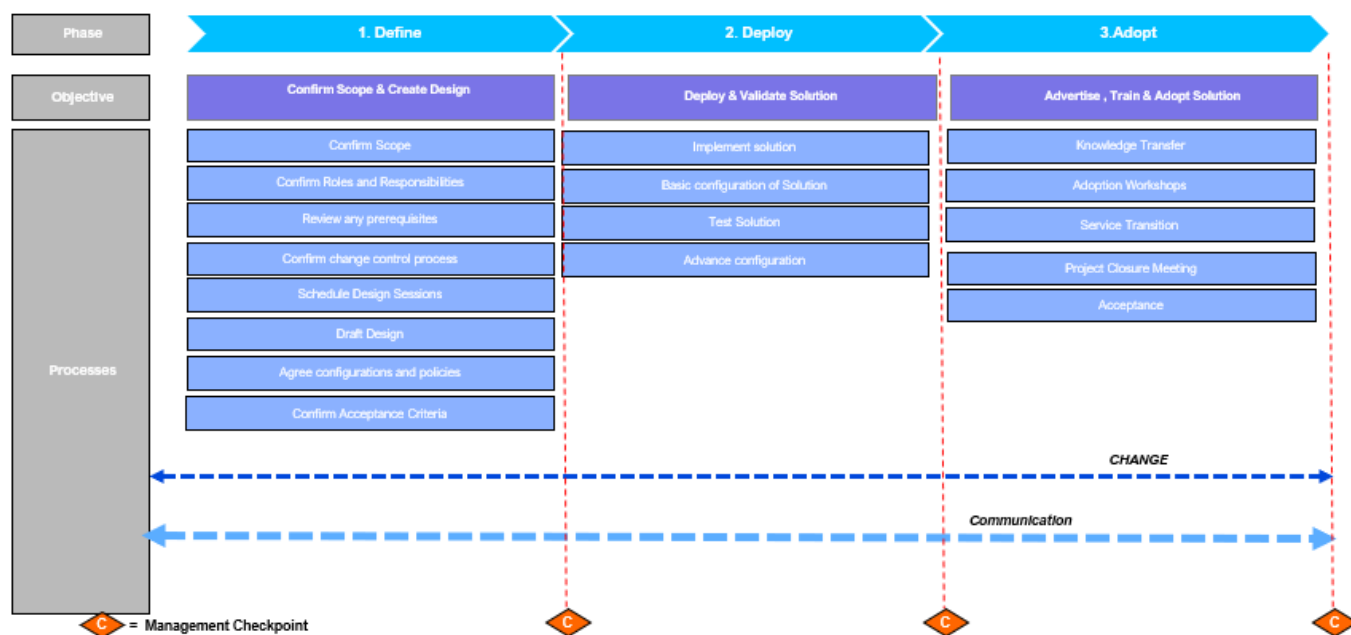 Phase
1. Define
2. Deploy
3.Adopt
Objective
Confirm Scope & Create Design
Deploy & Validate Solution
Advertise , Train & Adopt Solution
Processes
Confirm Scope
Confirm Roles and Responsibilities
Review any prerequisites
Confirm change control process
Schedule Design Sessions
Draft Design
Agree configurations and policies
Confirm Acceptance Criteria
Implement solution
Basic configuration of Solution
Test Solution
Advance configuration
Knowledge Transfer
Adoption Workshops
Service Transition
Project Closure Meeting
Acceptance
CHANGE
Communication
C = Management Checkpoint
C
C
C